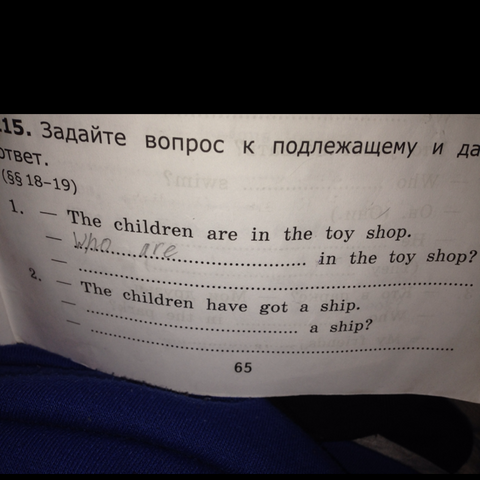 15. Задайте вопрос к подлежащему и да
ответ.
(§§ 18–19)
1. — The children are in the toy shop.
— Who are in the toy shop?
—
2. — The children have got a ship.
— a ship?
—
65